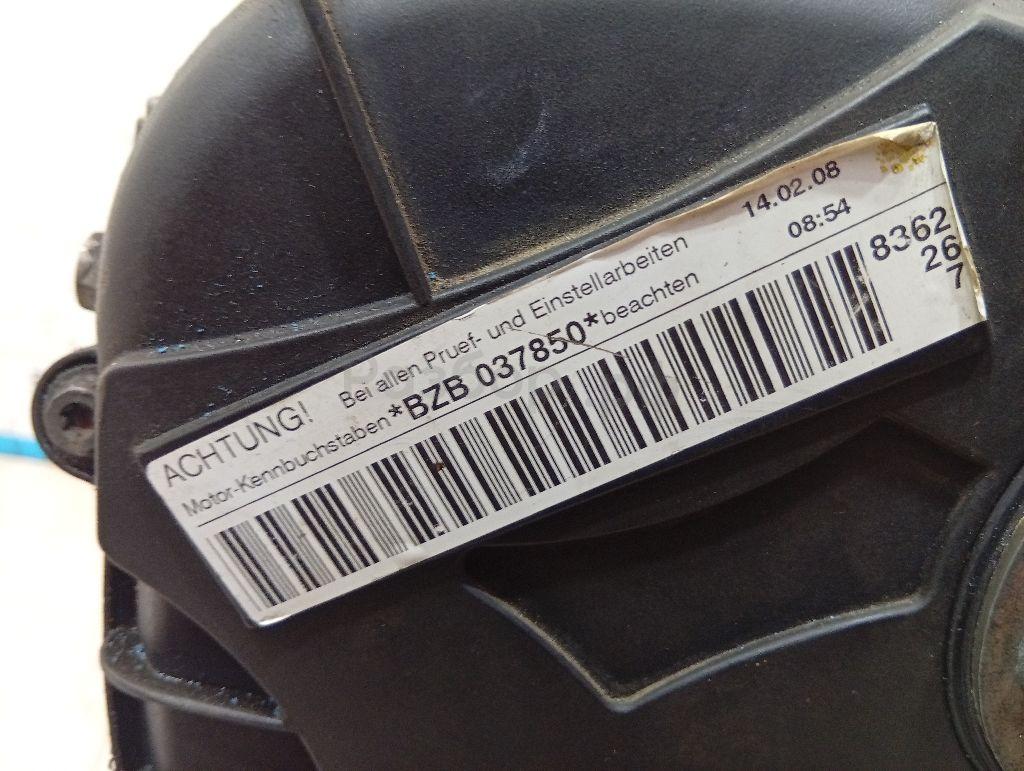 ACHTUNG! Bei allen Pruef- und Einstellarbeiten 14.02.08
Motor-Kennbuchstaben *BZB 037850* beachten 08:54
8362
26
7